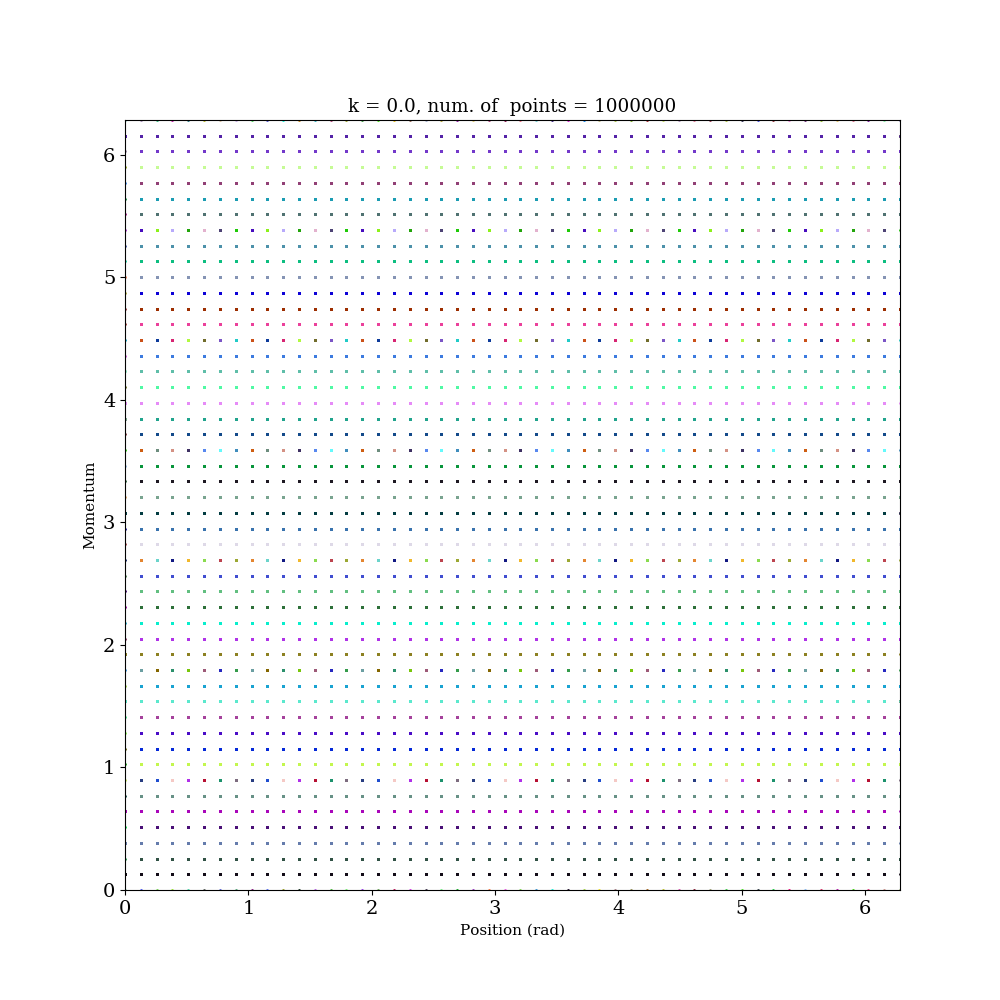 k = 0.0, num. of  points = 1000000
6
5
4
3
2
1
0
Momentum
0 1 2 3 4 5 6
Position (rad)